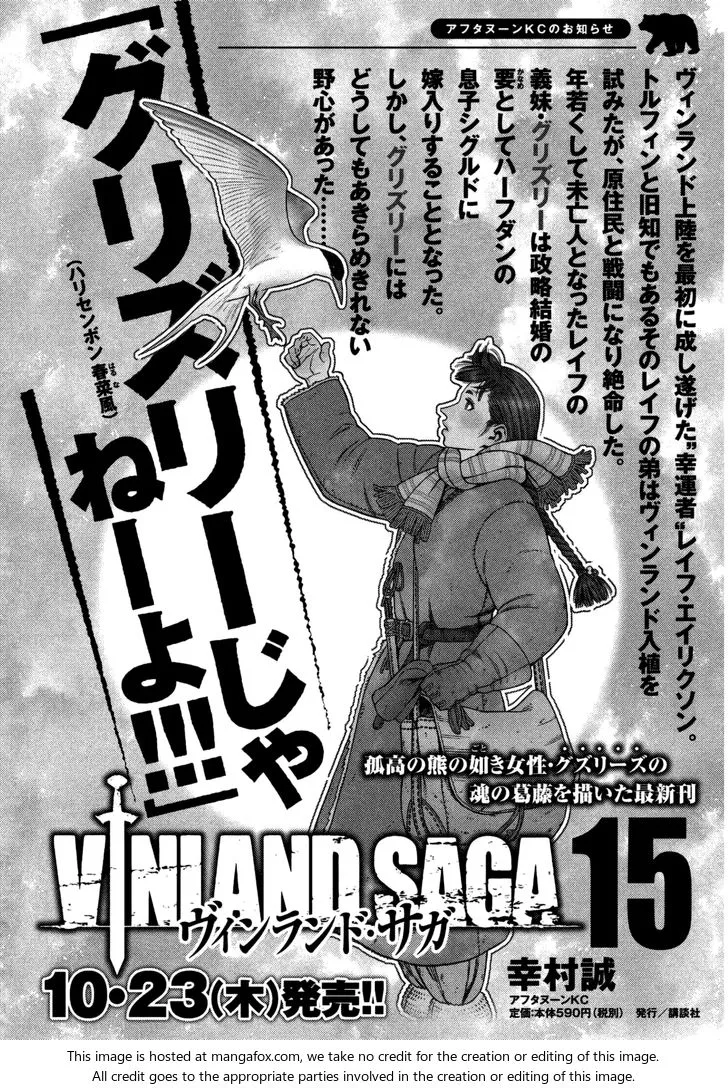 アフタヌーンKCのお知らせ
ヴィンランド上陸を最初に成し遂げた"幸運者"レイフ・エイリクソン。
トルフィンと旧知でもあるそのレイフの弟はヴィンランド入植を
試みたが、原住民と戦闘になり絶命した。
年若くして未亡人となったレイフの
義妹・グリズリーは政略結婚の
要としてハーフダンの
息子シグルドに
嫁入りすることとなった。
しかし、グリズリーには
どうしてもあきらめきれない
野心があった……
「グリズリーじゃ
ねーよ!!!」
(ハリセンボン 春菜風)
孤高の熊の如き女性・グズリーズの
魂の葛藤を描いた最新刊
VINLAND SAGA 15
ヴィンランド・サガ
幸村誠
アフタヌーンKC
定価:本体590円(税別) 発行/講談社
10・23(木)発売!!
This image is hosted at mangafox.com, we take no credit for the creation or editing of this image.
All credit goes to the appropriate parties involved in the creation or editing of this image.